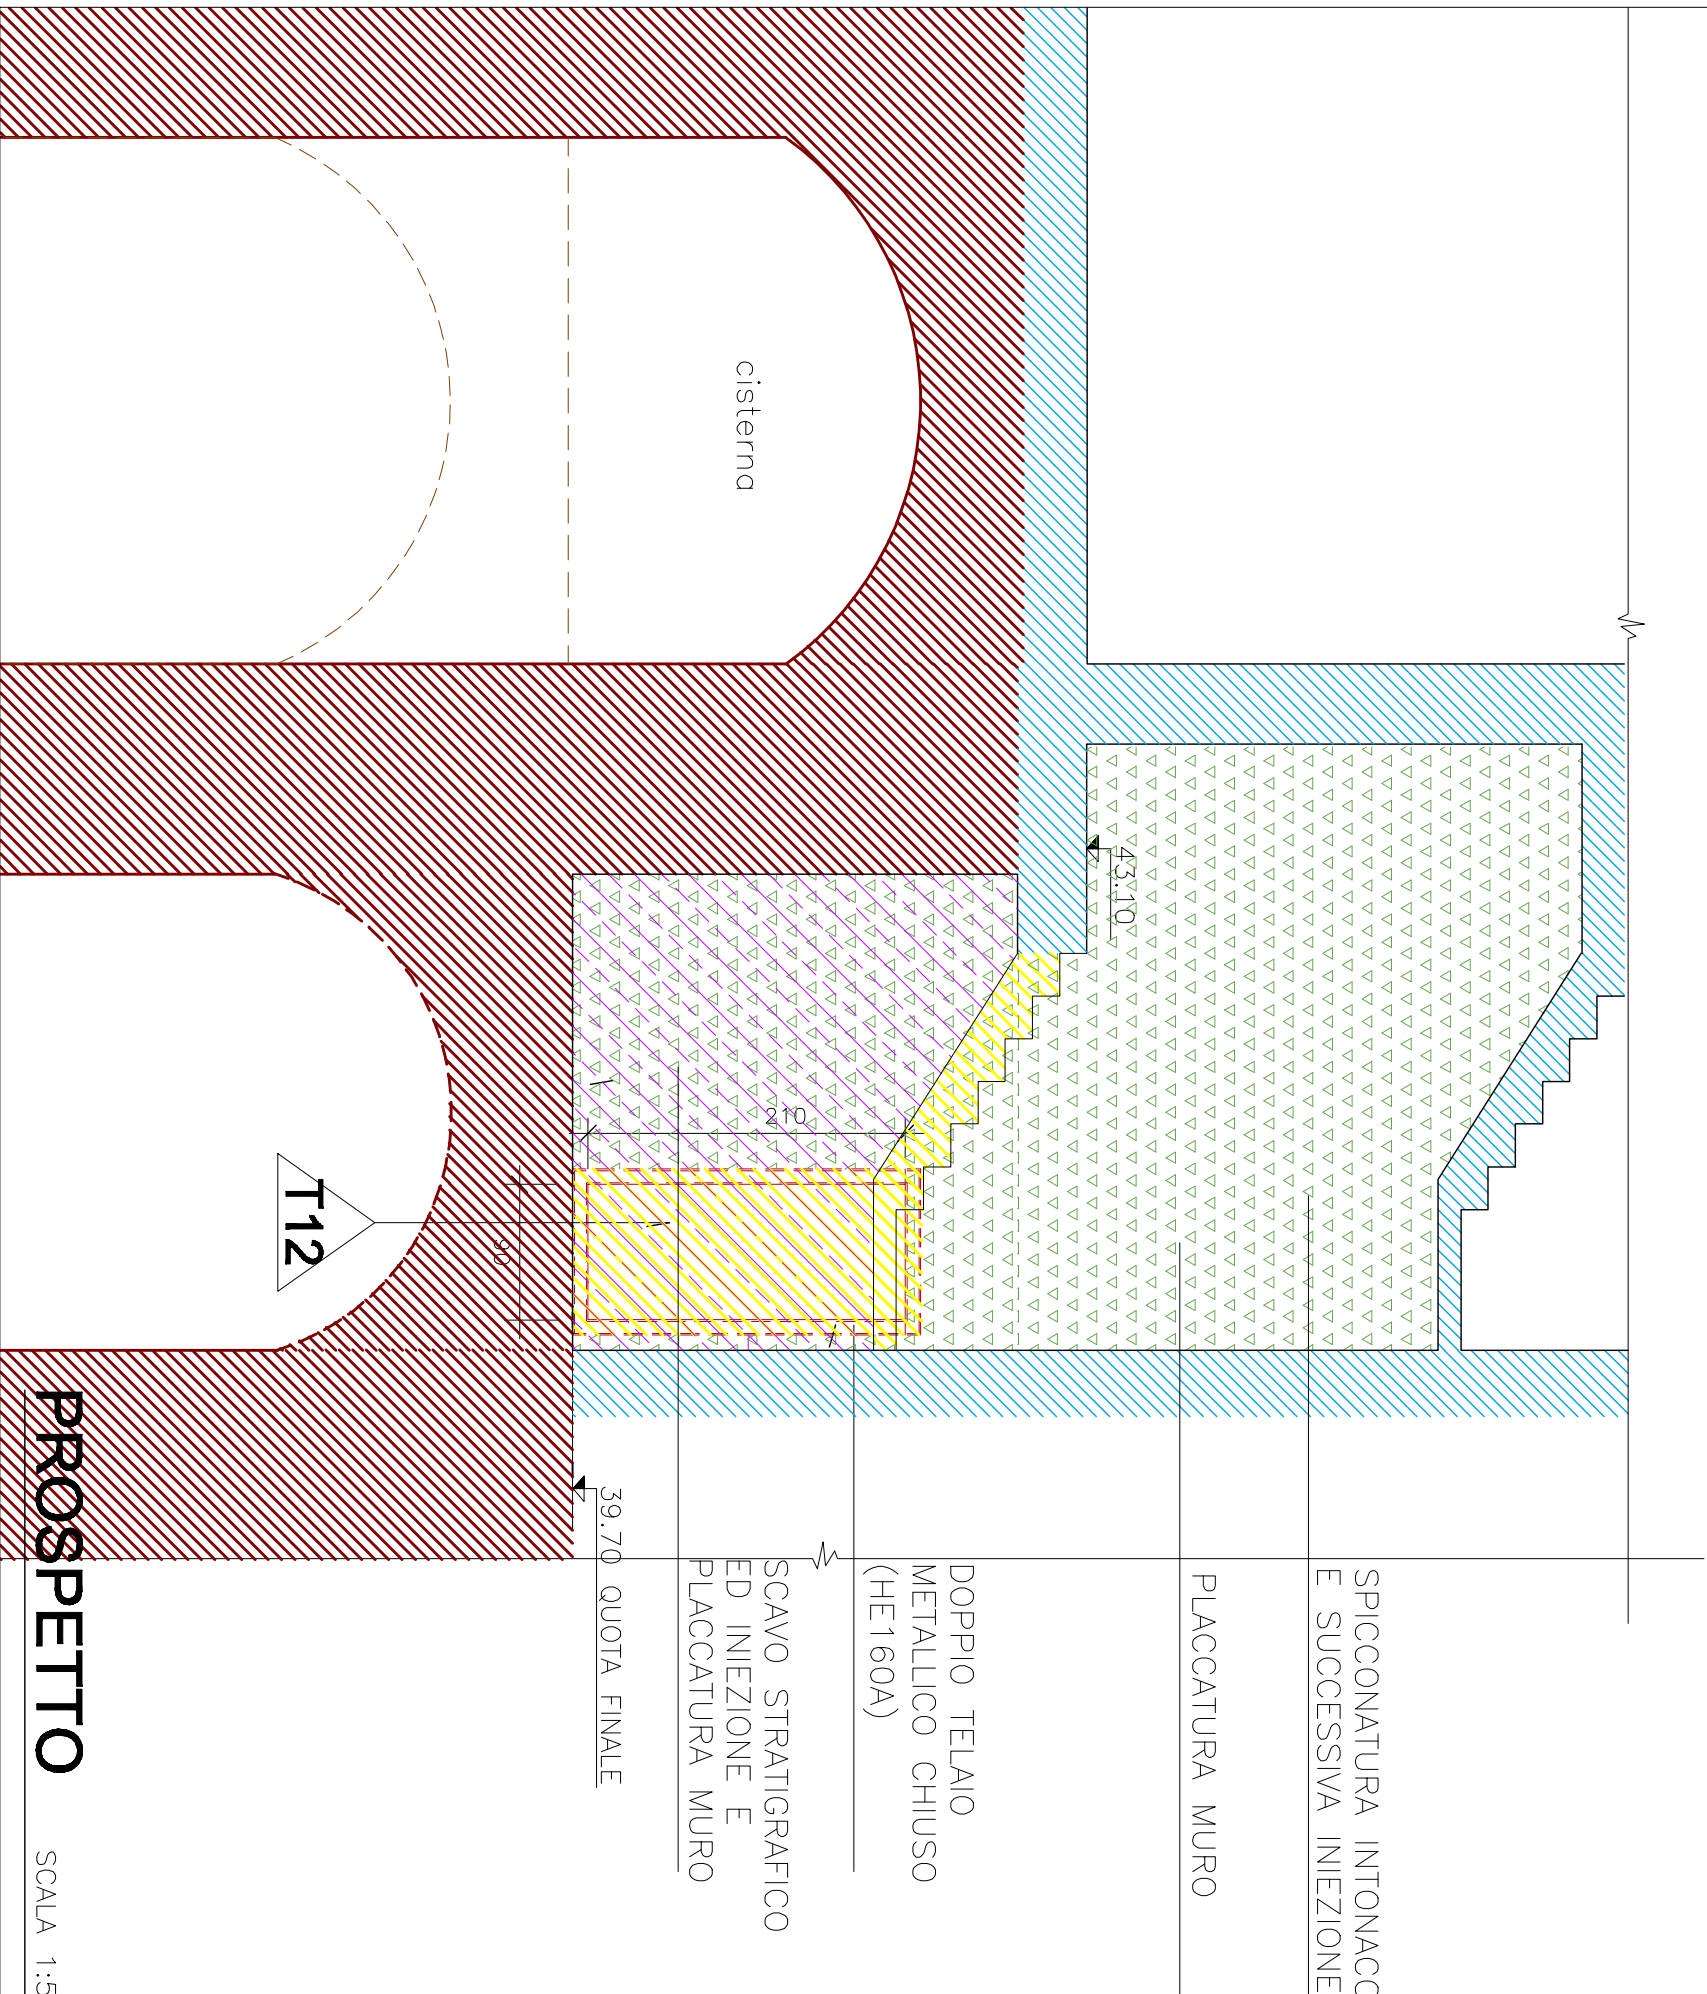 SPICCONATURA INTONACO
E SUCCESSIVA INIEZIONE
PLACCATURA MURO
43.10
DOPPIO TELAIO
METALLICO CHIUSO
(HE160A)
cisterna
210
SCAVO STRATIGRAFICO
ED INIEZIONE E
PLACCATURA MURO
39.70 QUOTA FINALE
90
T12
PROSPETTO SCALA 1:5